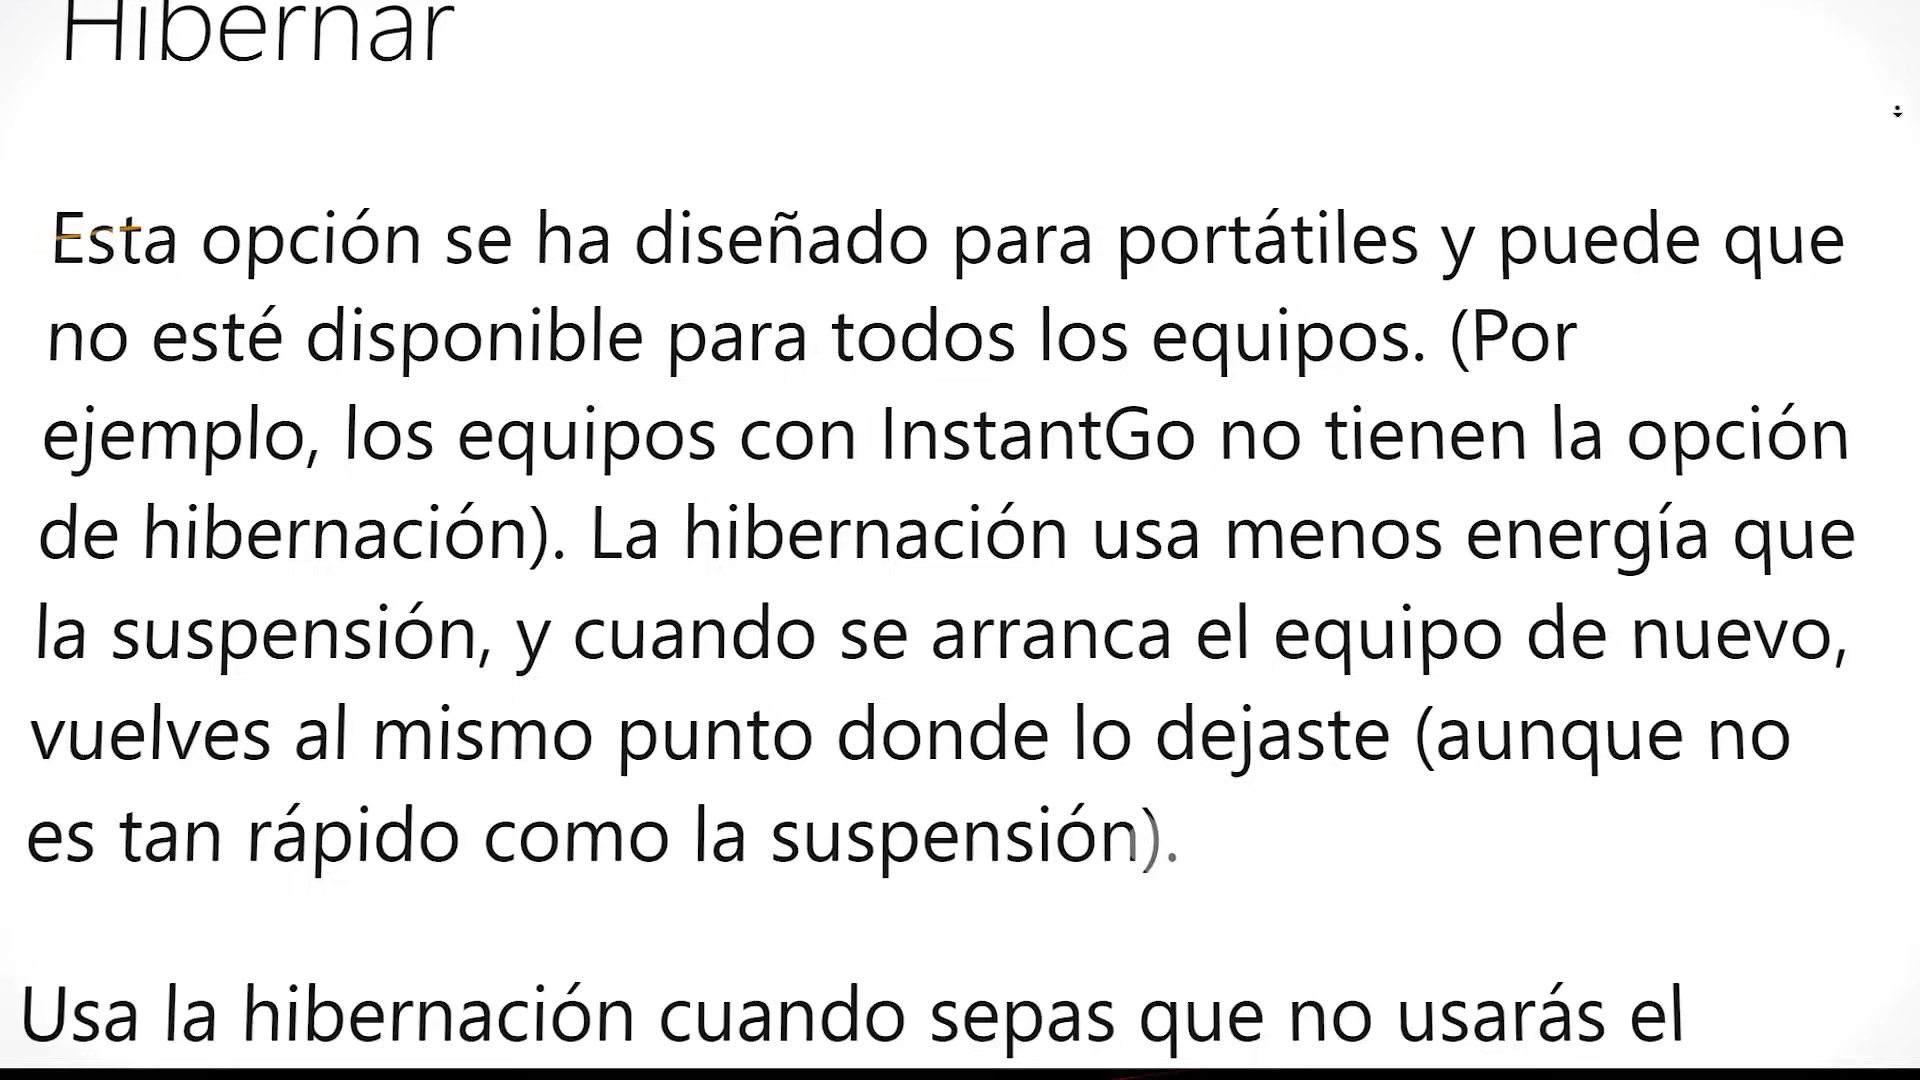 Hibernar
Esta opción se ha diseñado para portátiles y puede que
no esté disponible para todos los equipos. (Por
ejemplo, los equipos con InstantGo no tienen la opción
de hibernación). La hibernación usa menos energía que
la suspensión, y cuando se arranca el equipo de nuevo,
vuelves al mismo punto donde lo dejaste (aunque no
es tan rápido como la suspensión).
Usa la hibernación cuando sepas que no usarás el